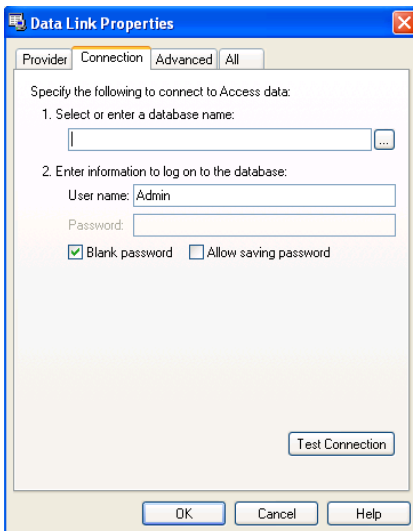 Data Link Properties
Provider Connection Advanced All
Specify the following to connect to Access data:
1. Select or enter a database name:
...
2. Enter information to log on to the database:
User name: Admin
Password:
Blank password Allow saving password
Test Connection
OK Cancel Help